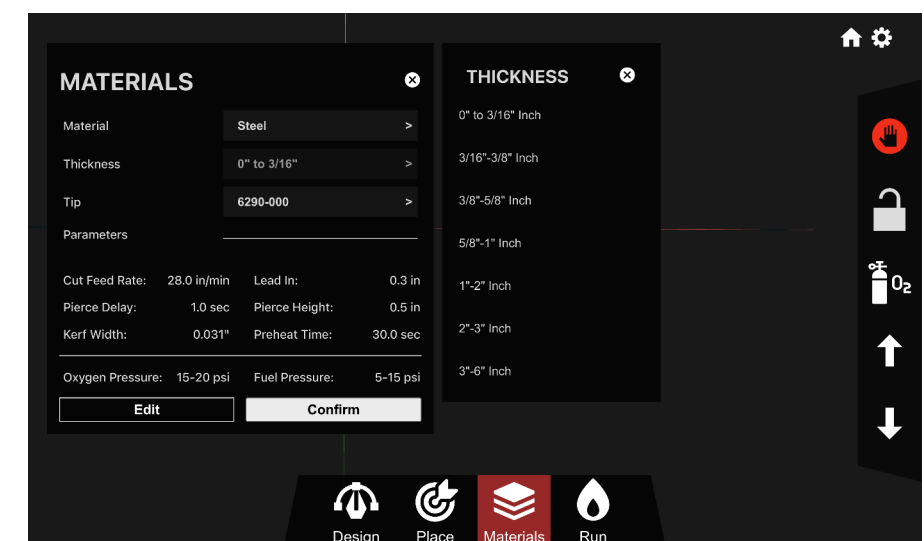 MATERIALS
Material Steel >
Thickness 0" to 3/16" >
Tip 6290-000 >
Parameters
Cut Feed Rate: 28.0 in/min Lead In: 0.3 in
Pierce Delay: 1.0 sec Pierce Height: 0.5 in
Kerf Width: 0.031" Preheat Time: 30.0 sec
Oxygen Pressure: 15-20 psi Fuel Pressure: 5-15 psi
Edit Confirm
THICKNESS
0" to 3/16" Inch
3/16"-3/8" Inch
3/8"-5/8" Inch
5/8"-1" Inch
1"-2" Inch
2"-3" Inch
3"-6" Inch
O2
Design Place Materials Run